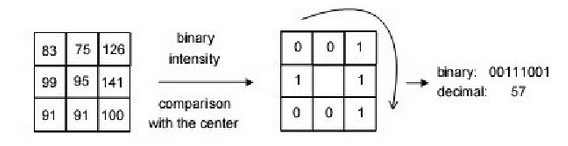 83 75 126
99 95 141
91 91 100
binary
intensity
comparison
with the center
0 0 1
1 1
0 0 1
binary: 00111001
decimal: 57